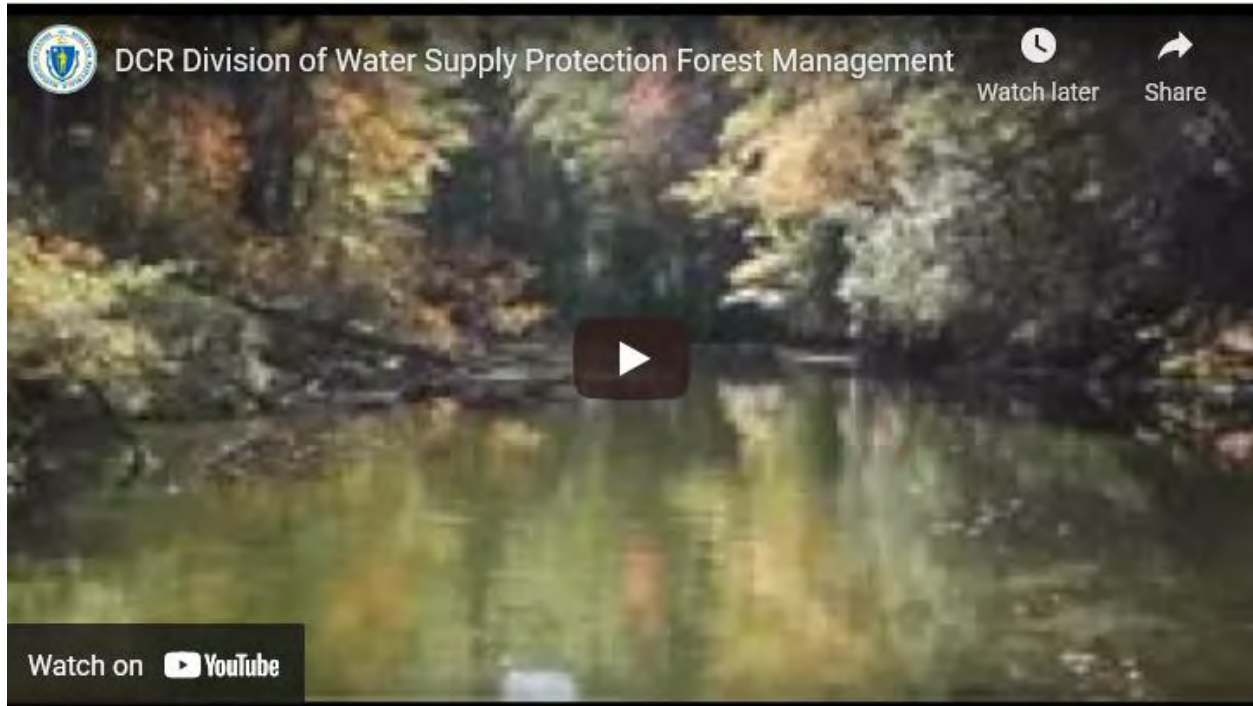 DCR Division of Water Supply Protection Forest Management
Watch later
Share
Watch on YouTube